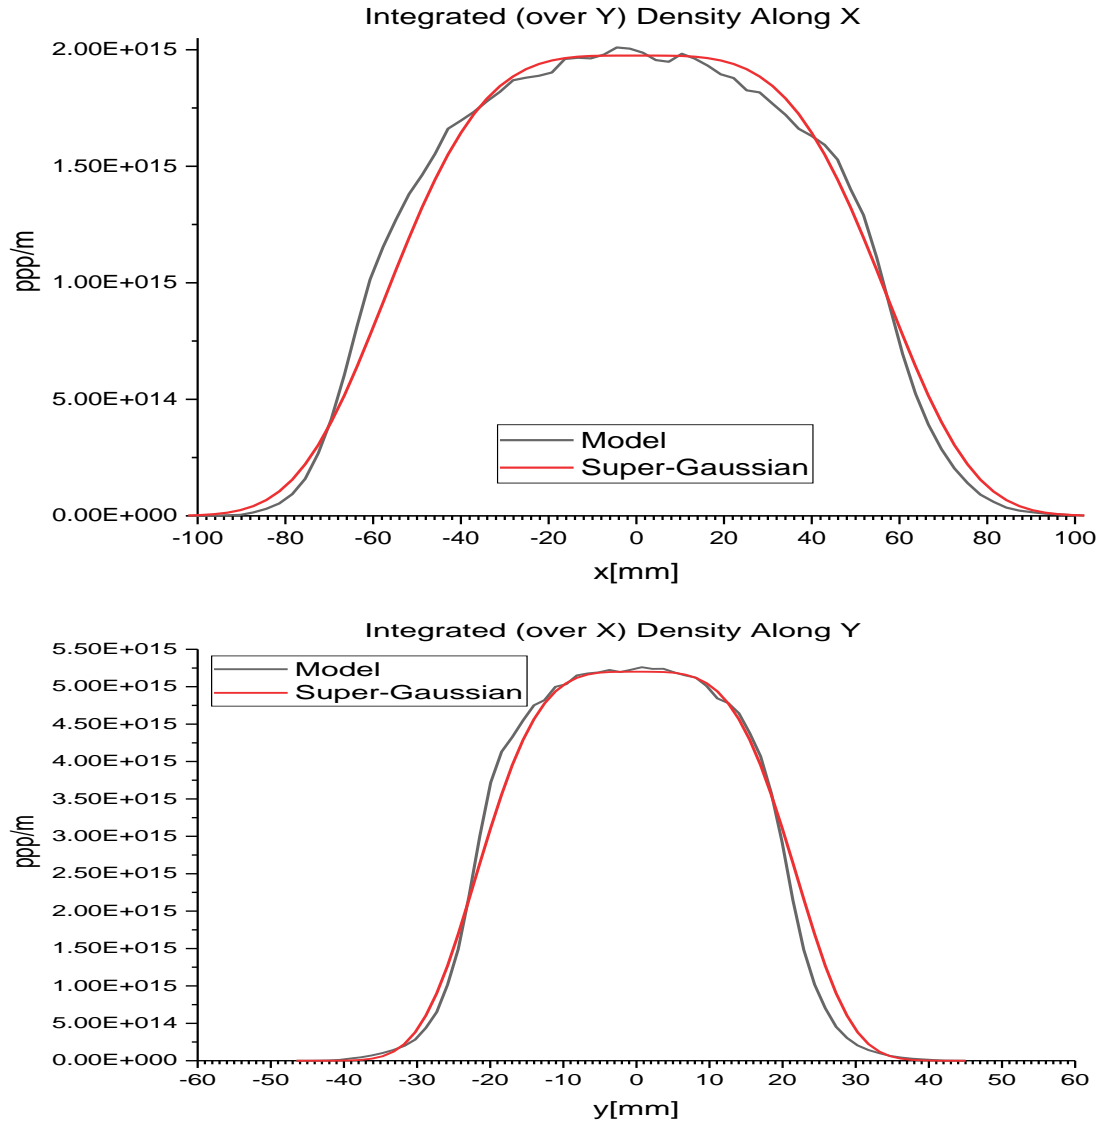 Integrated (over Y) Density Along X
2.00E+015
1.50E+015
1.00E+015
5.00E+014
0.00E+000
ppp/m
Model
Super-Gaussian
-100 -80 -60 -40 -20 0 20 40 60 80 100
x[mm]
Integrated (over X) Density Along Y
5.50E+015
5.00E+015
4.50E+015
4.00E+015
3.50E+015
3.00E+015
2.50E+015
2.00E+015
1.50E+015
1.00E+015
5.00E+014
0.00E+000
ppp/m
Model
Super-Gaussian
-60 -50 -40 -30 -20 -10 0 10 20 30 40 50 60
y[mm]